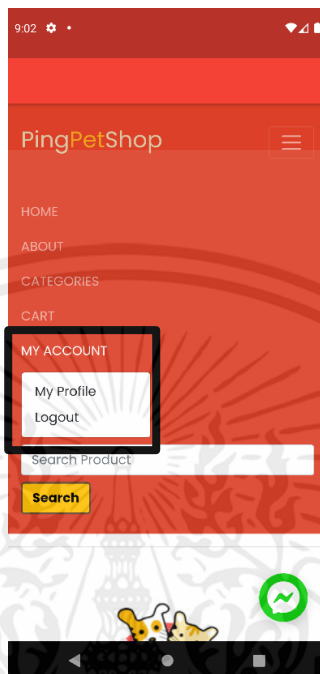 9:02
PingPetShop
HOME
ABOUT
CATEGORIES
CART
MY ACCOUNT
My Profile
Logout
Search Product
Search